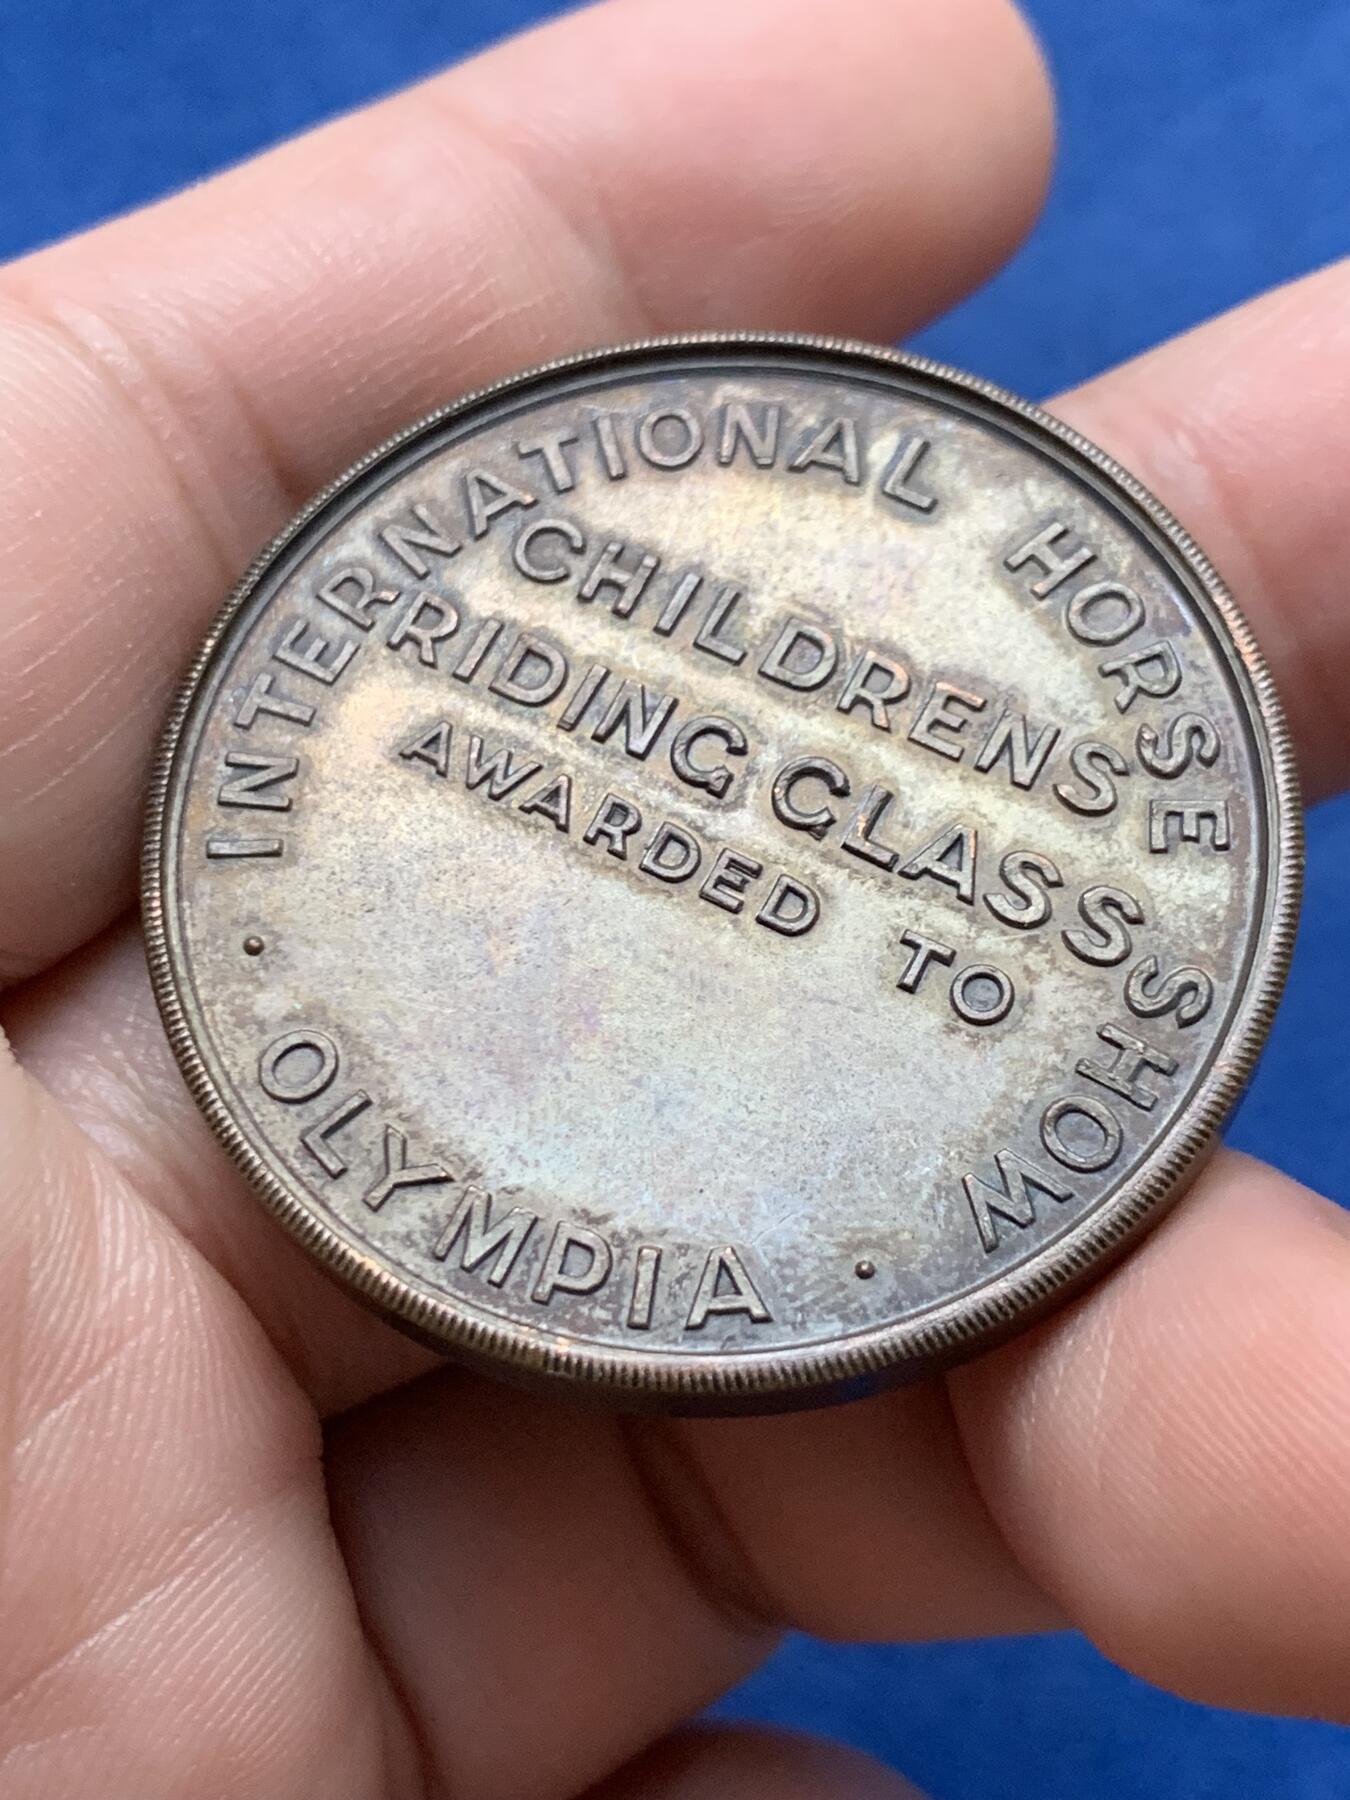 INTERNATIONAL HORSE SHOW
CHILDRENS
RIDING CLASS
AWARDED TO
· OLYMPIA ·